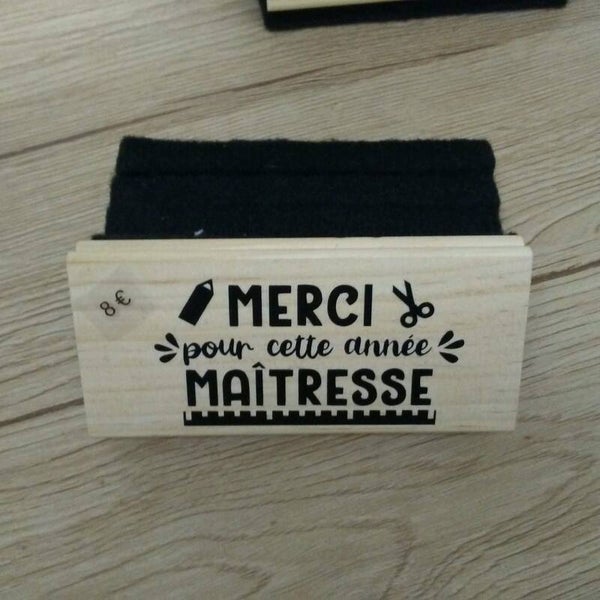 8 €
MERCI
pour cette année
MAÎTRESSE